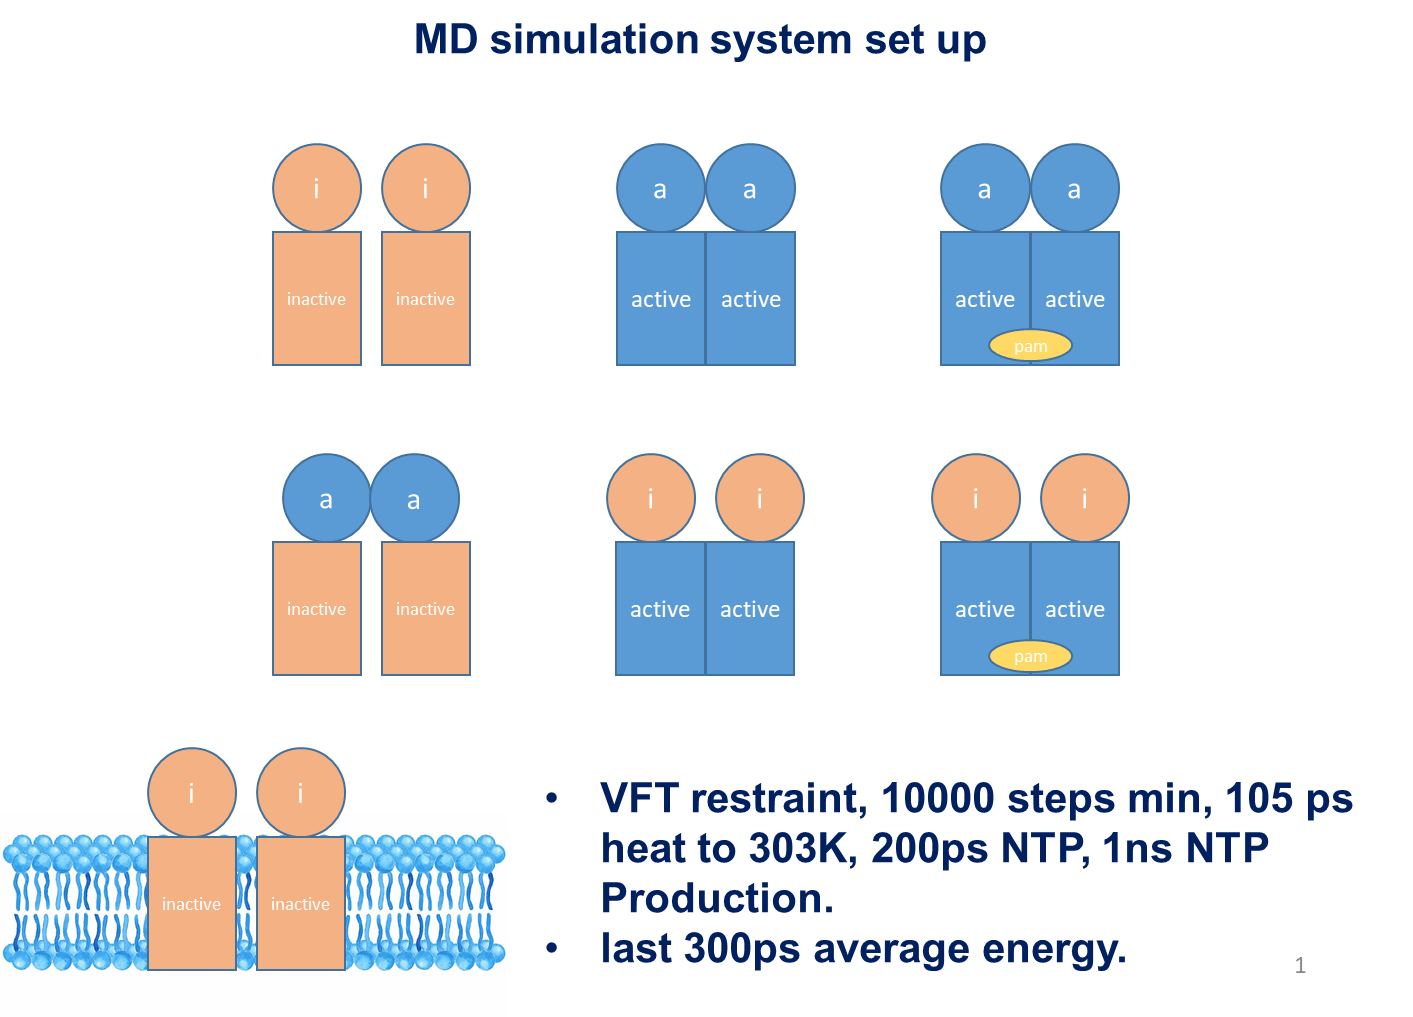 MD simulation system set up
i i a a a a
inactive inactive active active active active
pam
a a i i i i
inactive inactive active active active active
pam
i i
inactive inactive
• VFT restraint, 10000 steps min, 105 ps
heat to 303K, 200ps NTP, 1ns NTP
Production.
• last 300ps average energy.
1